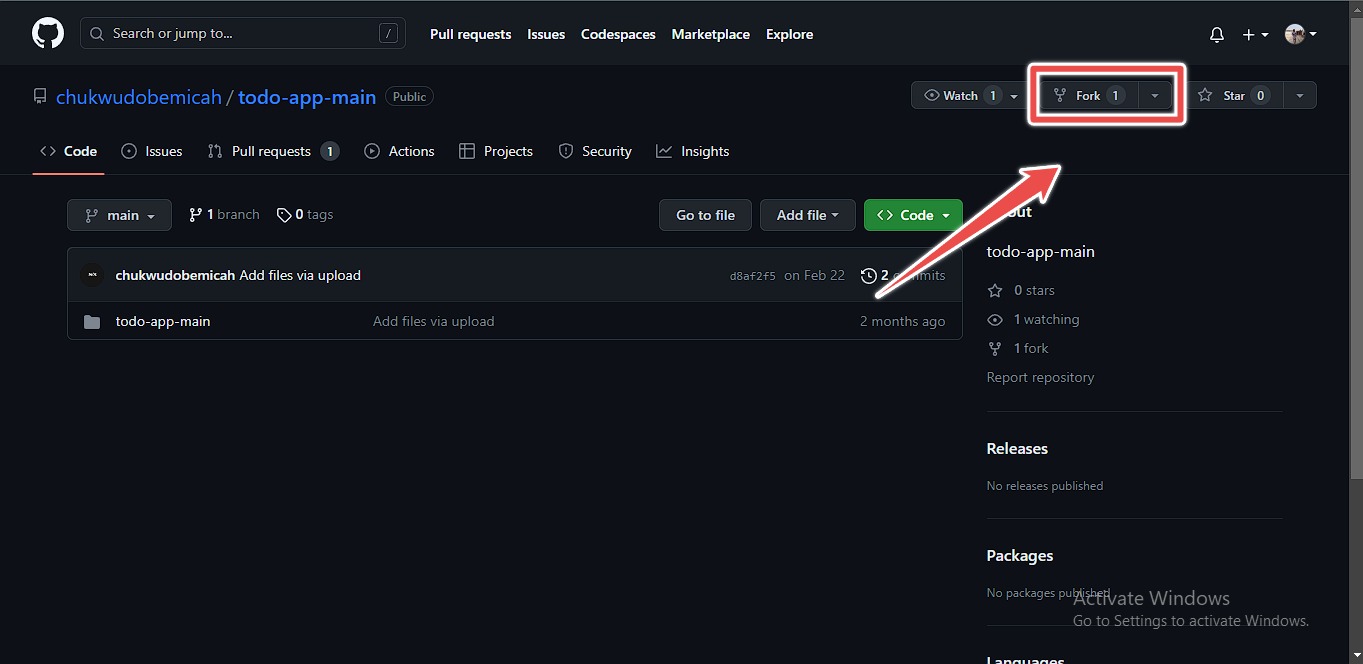 Search or jump to... / Pull requests Issues Codespaces Marketplace Explore
chukwudobemicah / todo-app-main Public Watch 1 Fork 1 Star 0
Code Issues Pull requests 1 Actions Projects Security Insights
main 1 branch 0 tags Go to file Add file Code
chukwudobemicah Add files via upload d8af2f5 on Feb 22 2
todo-app-main Add files via upload 2 months ago
todo-app-main
0 stars
1 watching
1 fork
Report repository
Releases
No releases published
Packages
No packages published
Activate Windows
Go to Settings to activate Windows.
Languages